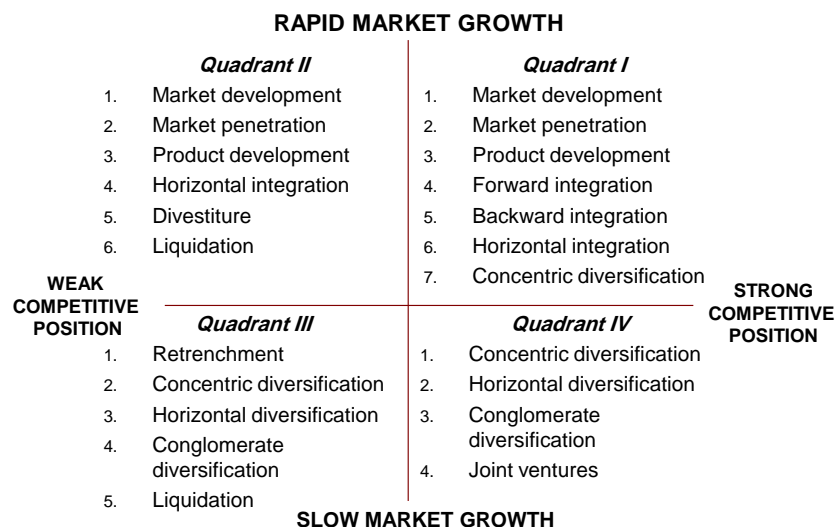 RAPID MARKET GROWTH
Quadrant II
1. Market development
2. Market penetration
3. Product development
4. Horizontal integration
5. Divestiture
6. Liquidation
Quadrant I
1. Market development
2. Market penetration
3. Product development
4. Forward integration
5. Backward integration
6. Horizontal integration
7. Concentric diversification
WEAK
COMPETITIVE
POSITION
STRONG
COMPETITIVE
POSITION
Quadrant III
1. Retrenchment
2. Concentric diversification
3. Horizontal diversification
4. Conglomerate
diversification
5. Liquidation
Quadrant IV
1. Concentric diversification
2. Horizontal diversification
3. Conglomerate
diversification
4. Joint ventures
SLOW MARKET GROWTH